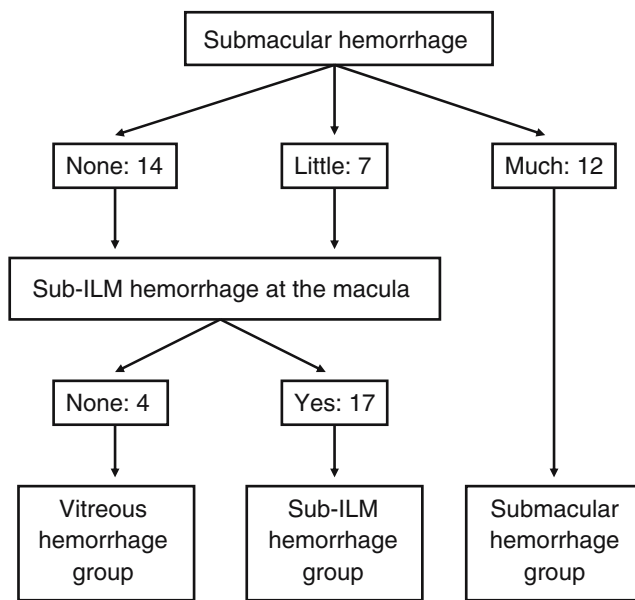 Submacular hemorrhage
None: 14
Little: 7
Much: 12
Sub-ILM hemorrhage at the macula
None: 4
Yes: 17
Vitreous
hemorrhage
group
Sub-ILM
hemorrhage
group
Submacular
hemorrhage
group